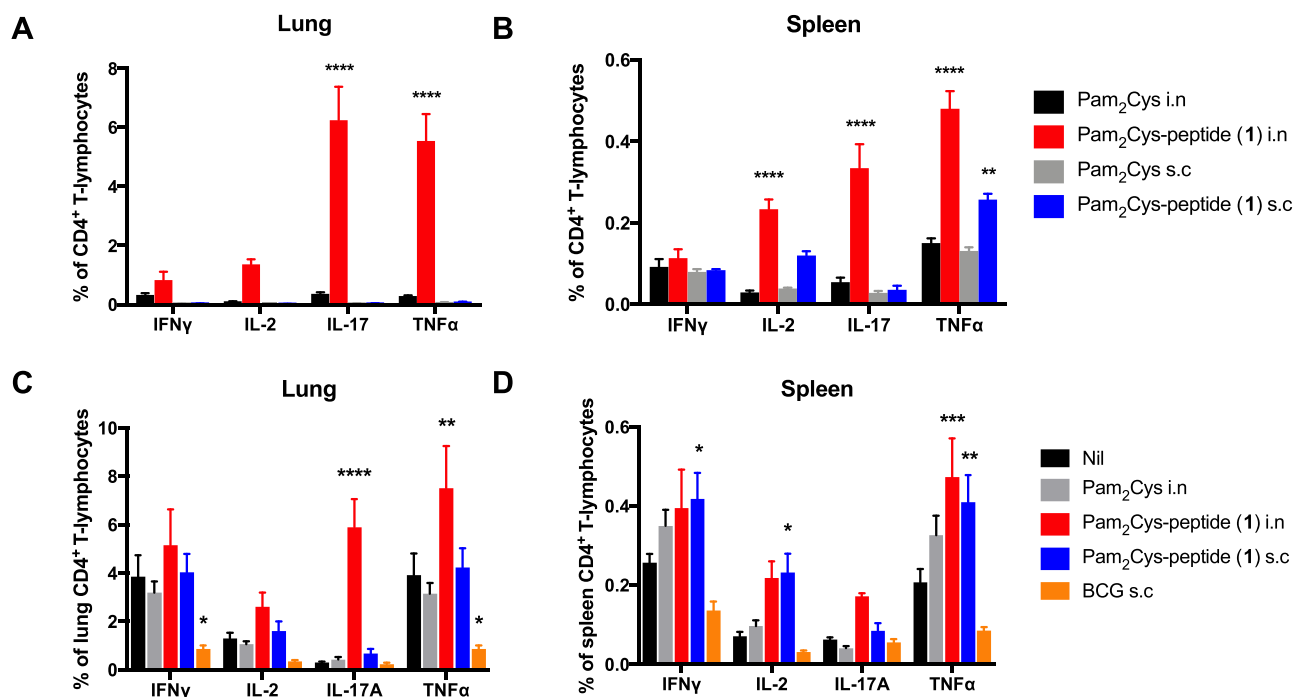 A
Lung
% of CD4⁺ T-lymphocytes
8
6
4
2
0
**** ****
IFNγ IL-2 IL-17 TNFα
B
Spleen
% of CD4⁺ T-lymphocytes
0.6
0.4
0.2
0.0
**** **** **** **
IFNγ IL-2 IL-17 TNFα
Pam₂Cys i.n
Pam₂Cys-peptide (1) i.n
Pam₂Cys s.c
Pam₂Cys-peptide (1) s.c
C
Lung
% of lung CD4⁺ T-lymphocytes
10
8
6
4
2
0
* **** ** *
IFNγ IL-2 IL-17A TNFα
D
Spleen
% of spleen CD4⁺ T-lymphocytes
0.6
0.4
0.2
0.0
* * *** **
IFNγ IL-2 IL-17A TNFα
Nil
Pam₂Cys i.n
Pam₂Cys-peptide (1) i.n
Pam₂Cys-peptide (1) s.c
BCG s.c